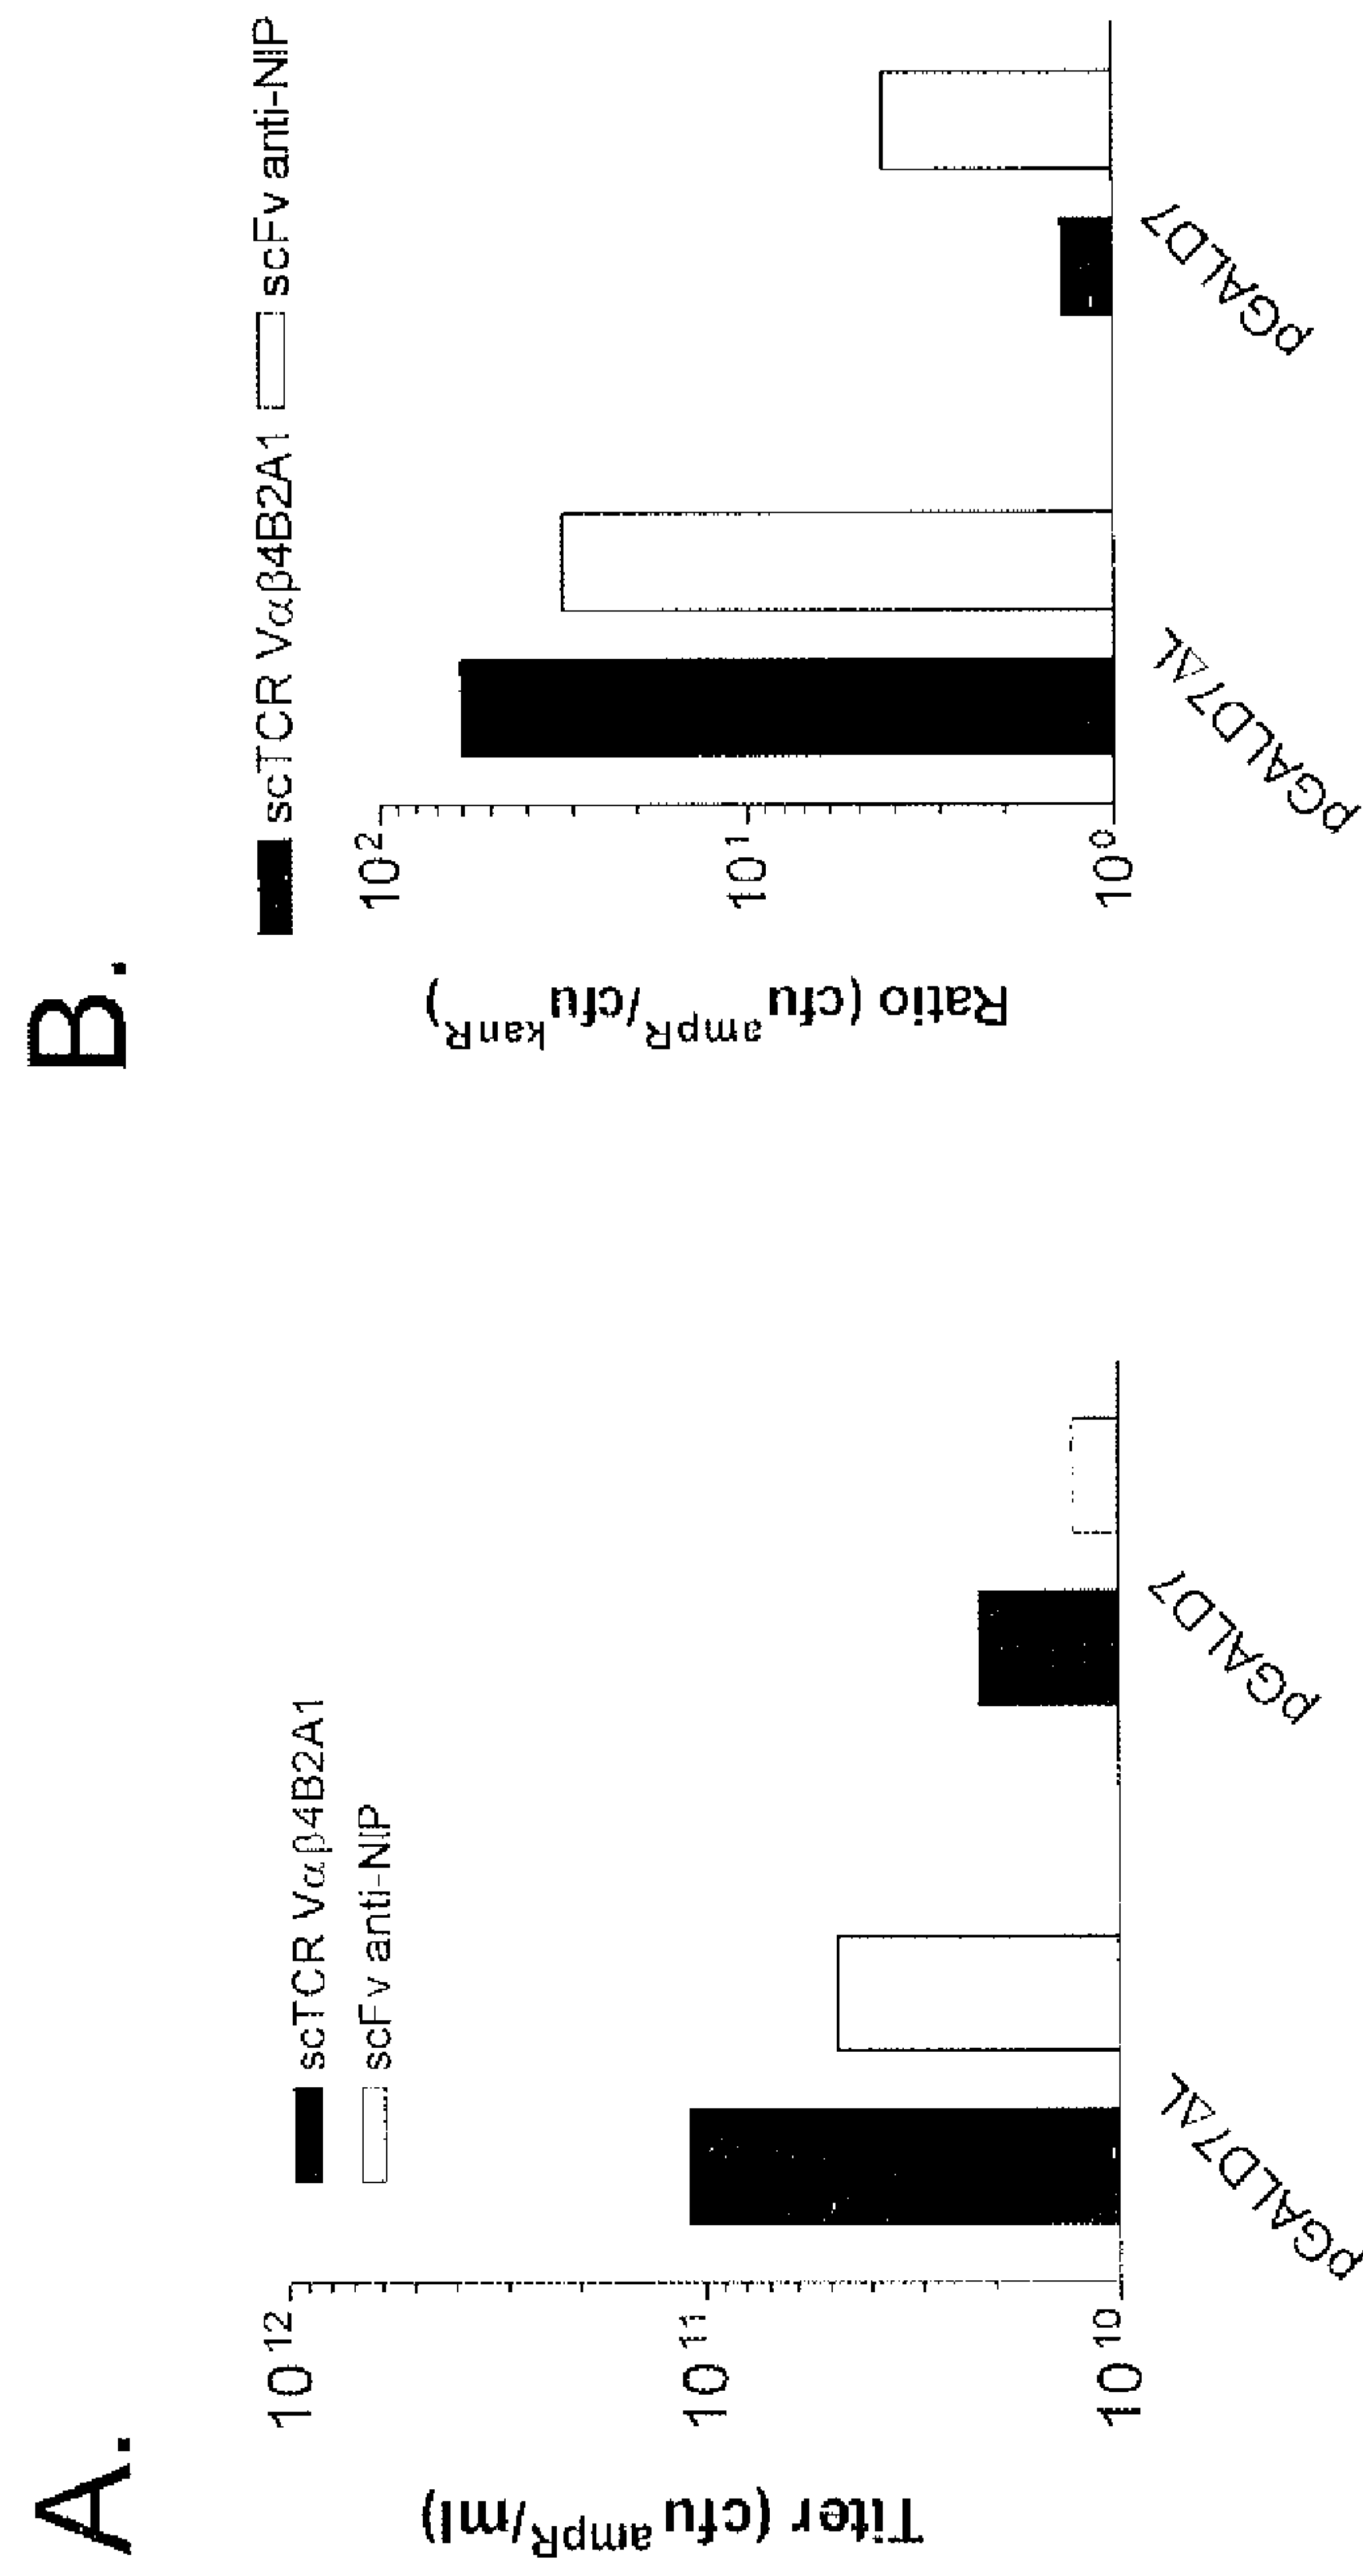 A.
scTCR Vαβ4B2A1
scFv anti-NIP
Titer (cfu ampR/ml)
10^12
10^11
10^10
pGALD7ΔL
pGALD7
B.
scTCR Vαβ4B2A1 scFv anti-NIP
Ratio (cfu ampR/cfu kanR)
10^2
10^1
10^0
pGALD7ΔL
pGALD7